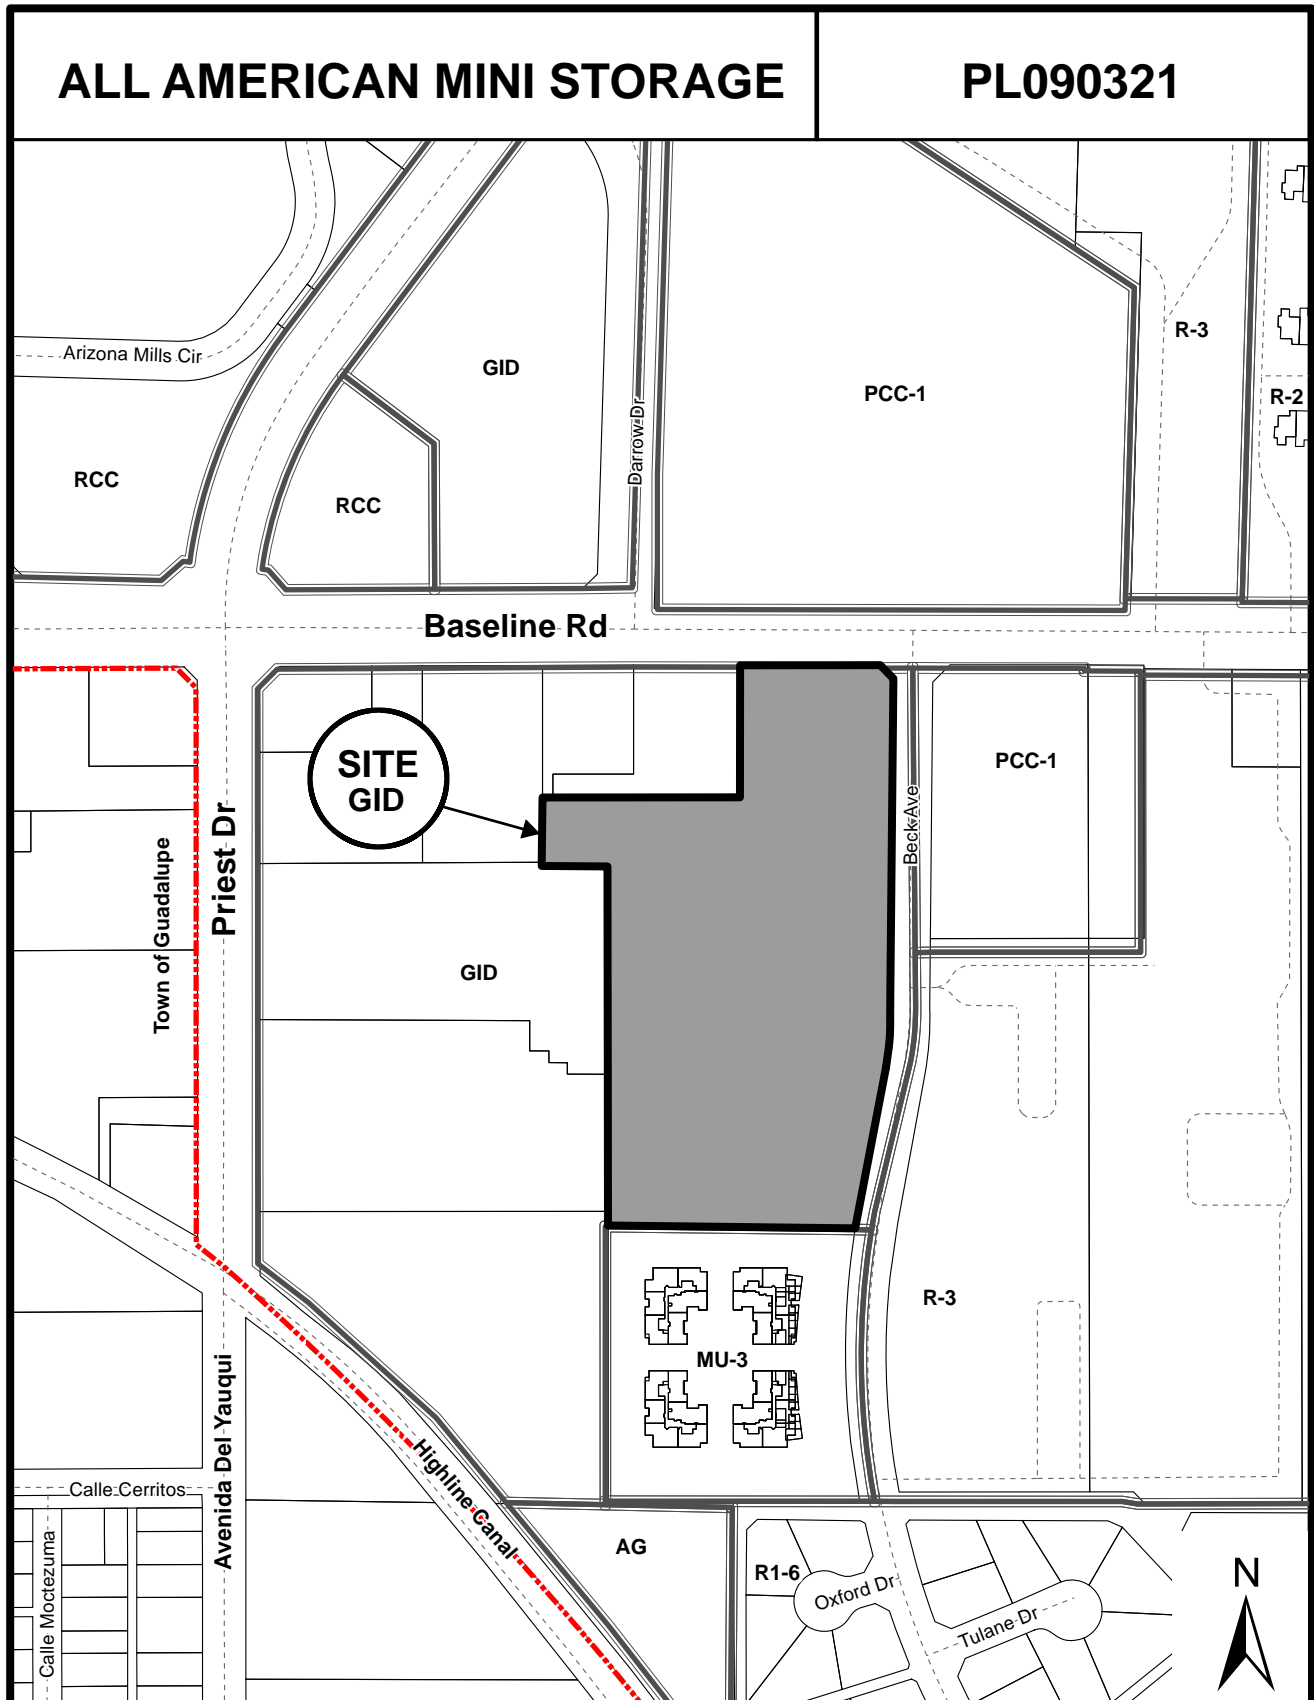 ALL AMERICAN MINI STORAGE
PL090321
R-3
Arizona Mills Cir
GID
PCC-1
R-2
Darrow Dr
RCC
RCC
Baseline Rd
SITE
GID
PCC-1
Beck Ave
Priest Dr
Town of Guadalupe
GID
R-3
MU-3
Avenida Del Yauqui
Highline Canal
Calle Cerritos
Calle Moctezuma
AG
R1-6
Oxford Dr
Tulane Dr
N